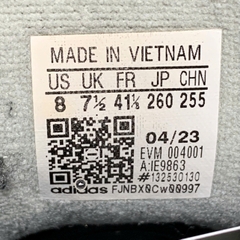 MADE IN VIETNAM
US UK FR JP CHN
8 7½ 41⅓ 260 255
04/23
EVM 004001
A:IE9863
#132530130
adidas FJNBX0Cw00997